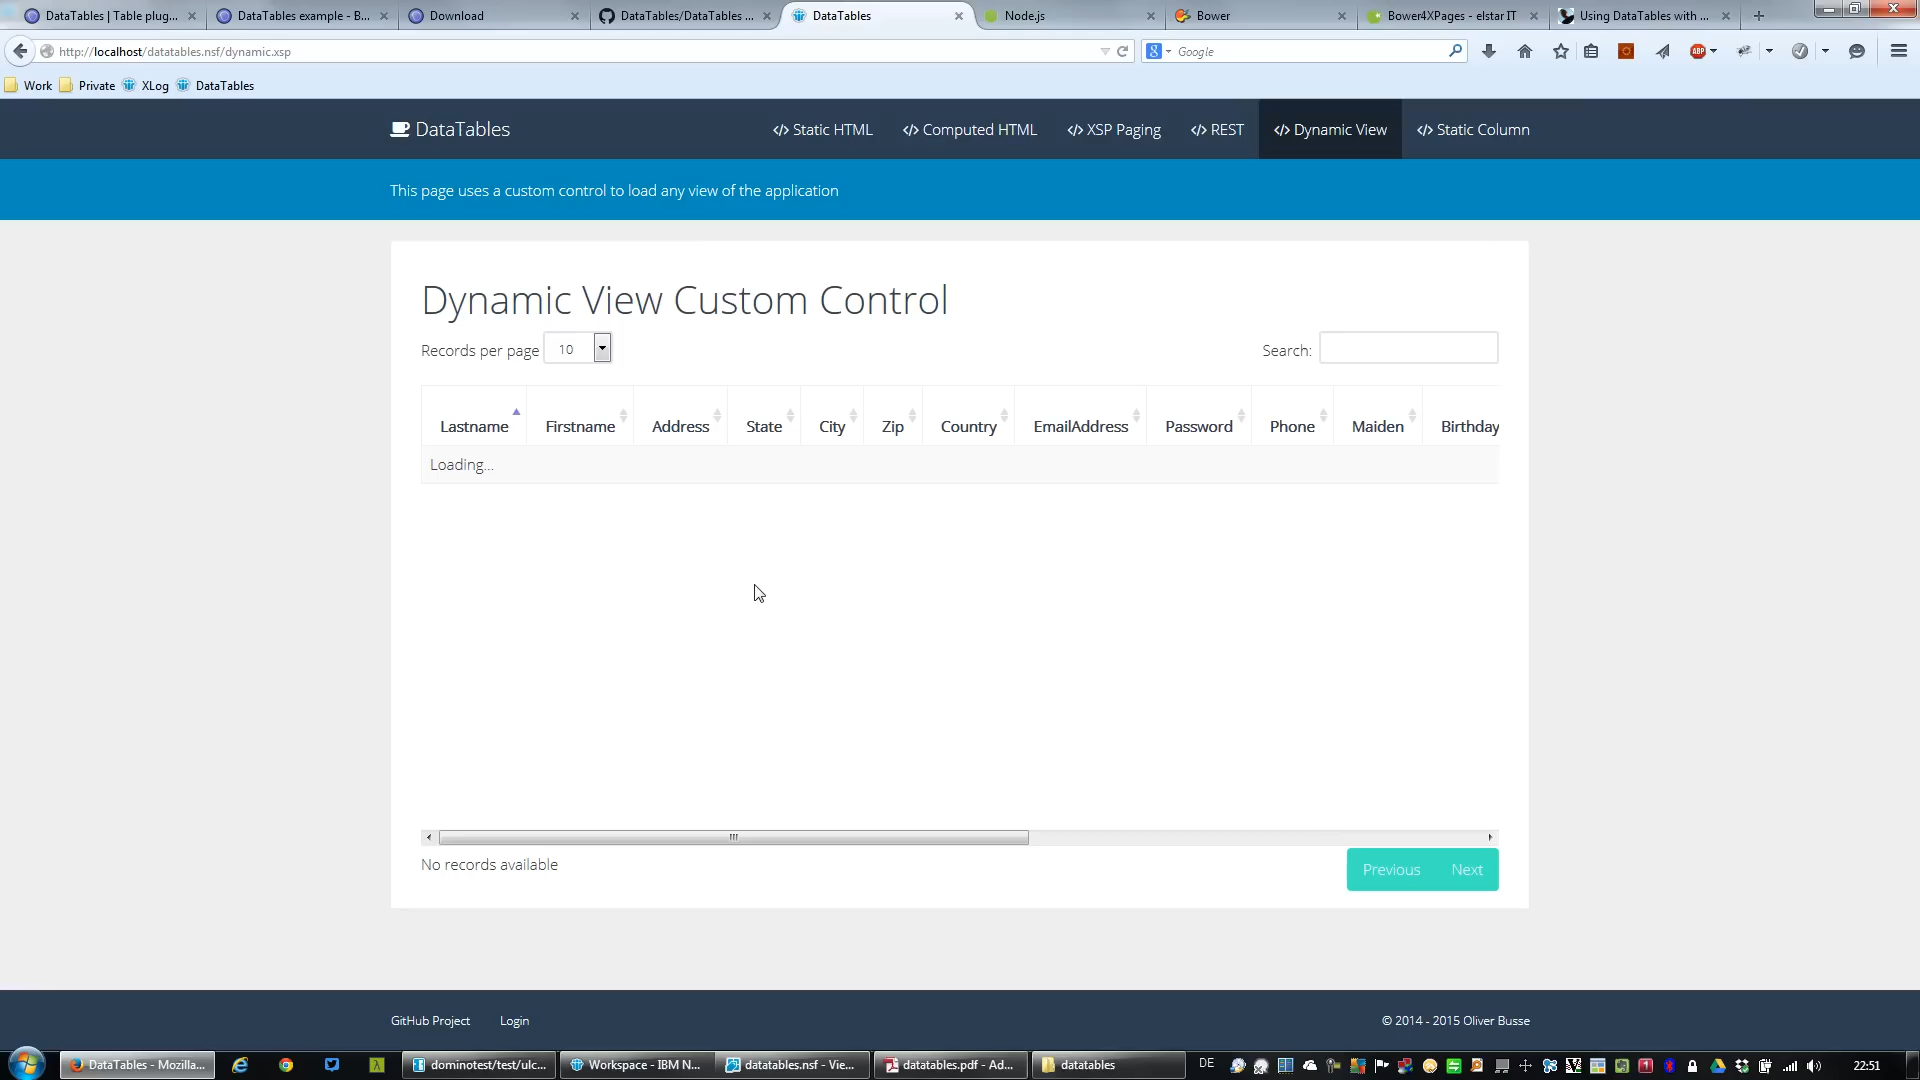 DataTables | Table plug...
DataTables example - B...
Download
DataTables/DataTables ...
DataTables
Node.js
Bower
Bower4XPages - elstar IT
Using DataTables with ...
http://localhost/datatables.nsf/dynamic.xsp
Google
Work
Private
XLog
DataTables
DataTables
</> Static HTML
</> Computed HTML
</> XSP Paging
</> REST
</> Dynamic View
</> Static Column
This page uses a custom control to load any view of the application
Dynamic View Custom Control
Records per page 10
Search:
Lastname Firstname Address State City Zip Country EmailAddress Password Phone Maiden Birthday
Loading...
No records available
Previous Next
GitHub Project Login
© 2014 - 2015 Oliver Busse
DataTables - Mozilla...
dominotest/test/ulc...
Workspace - IBM N...
datatables.nsf - Vie...
datatables.pdf - Ad...
datatables
DE
22:51